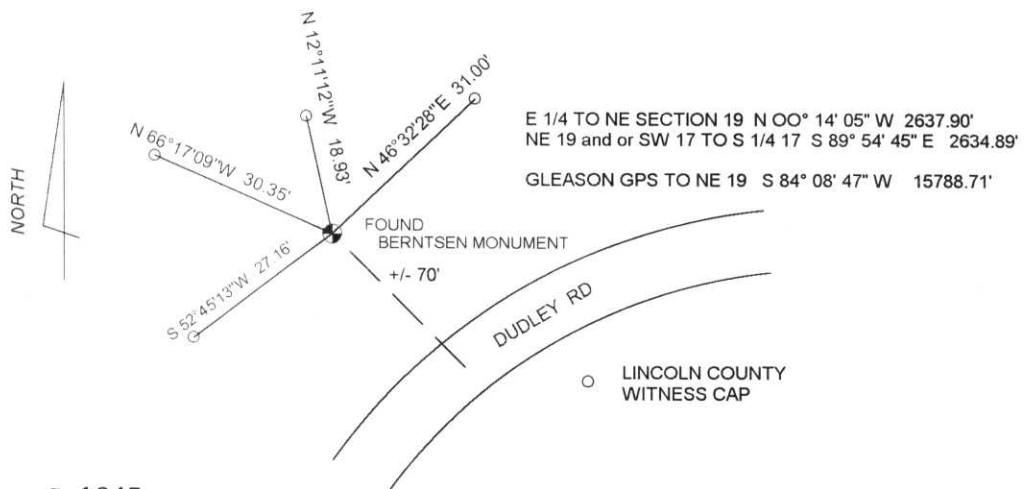 N 12°11'12"W 18.93'
N 46°32'28"E 31.00'
N 66°17'09"W 30.35'
S 52°45'13"W 27.16'
NORTH
E 1/4 TO NE SECTION 19 N OO° 14' 05" W 2637.90'
NE 19 and or SW 17 TO S 1/4 17 S 89° 54' 45" E 2634.89'
GLEASON GPS TO NE 19 S 84° 08' 47" W 15788.71'
FOUND
BERNTSEN MONUMENT
+/- 70'
DUDLEY RD
LINCOLN COUNTY
WITNESS CAP